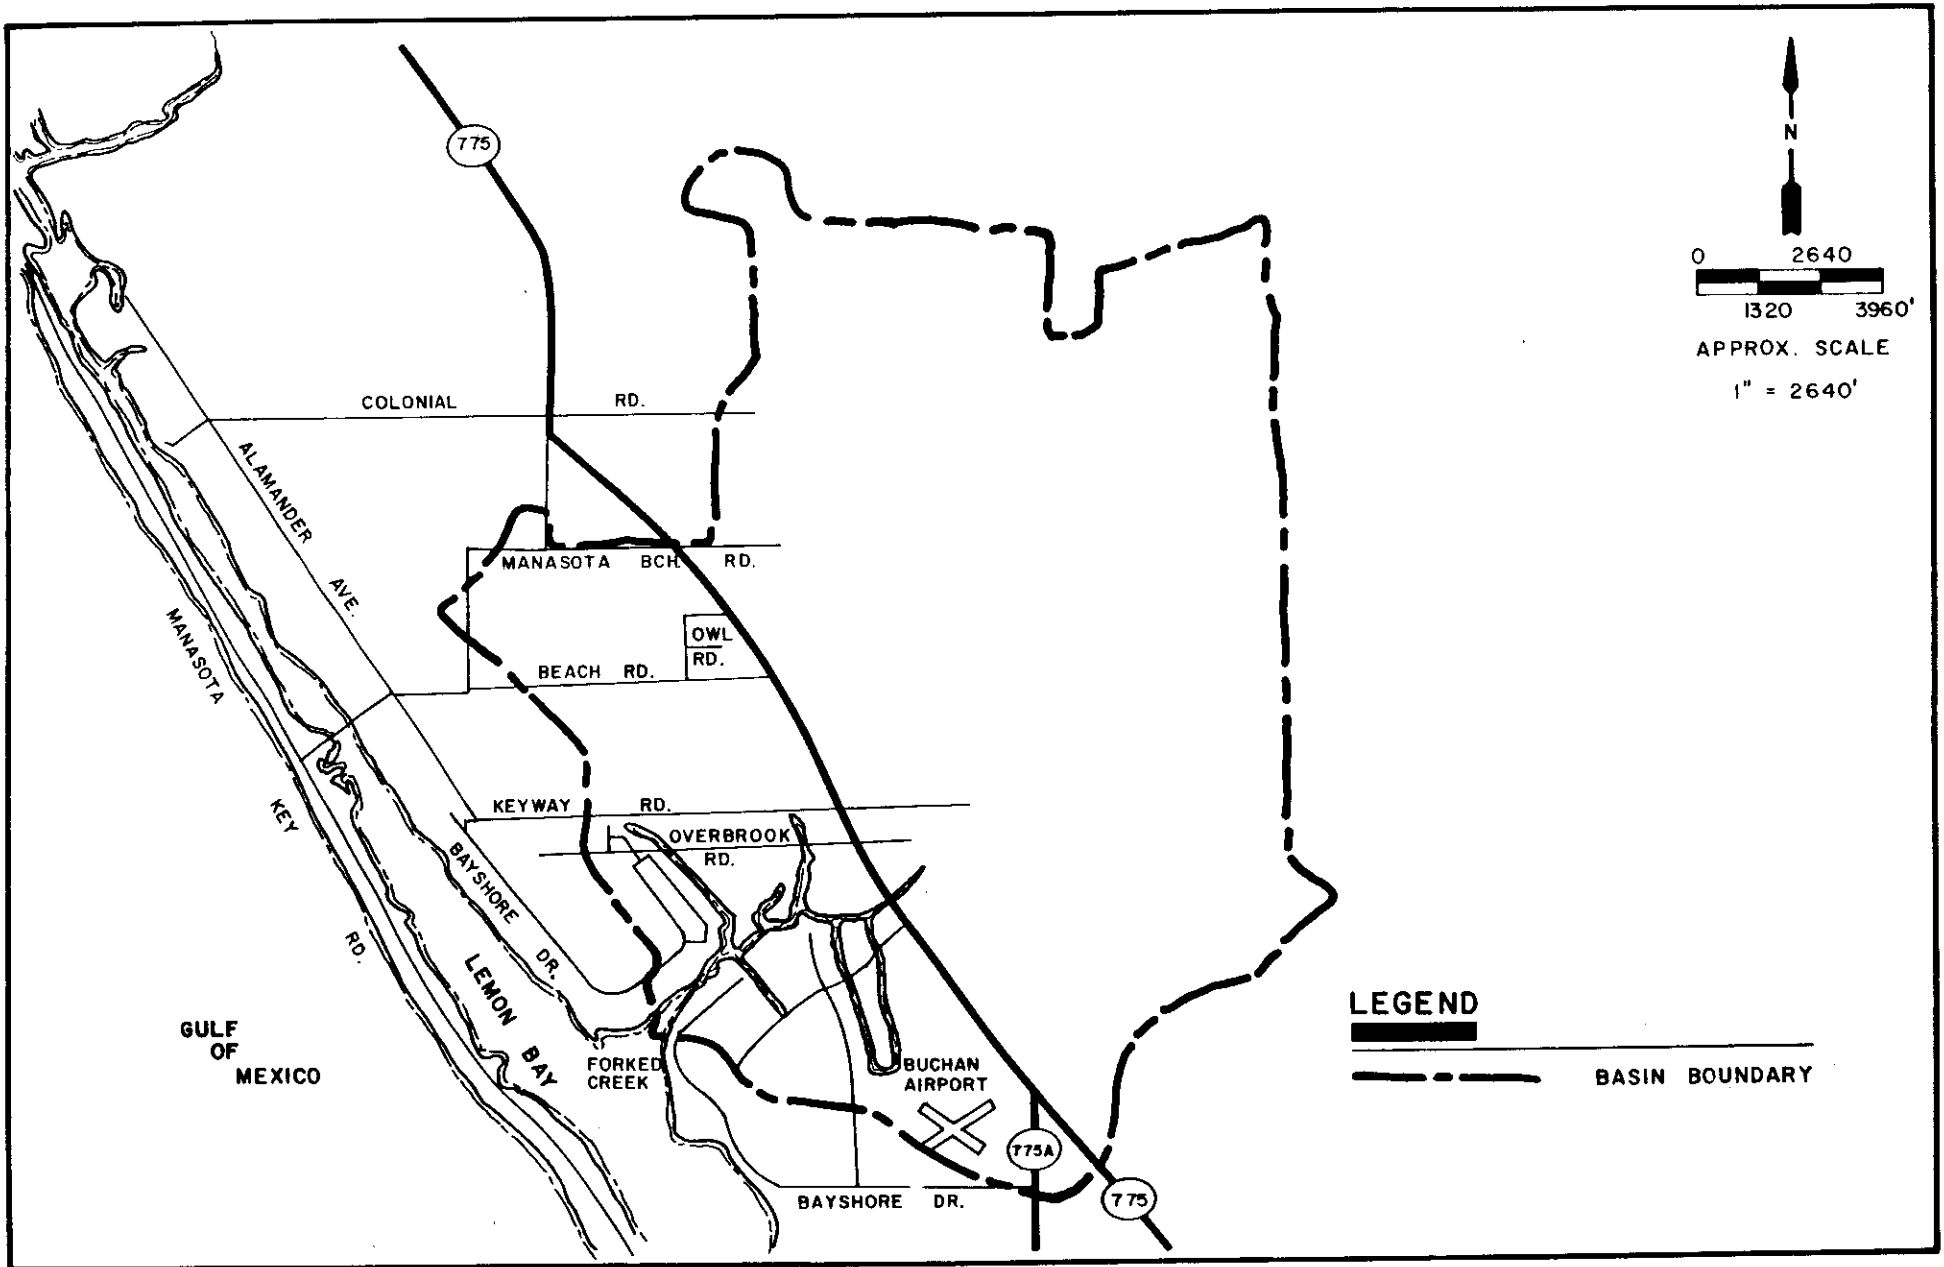 775
N
0 2640
1320 3960'
APPROX. SCALE
1" = 2640'
COLONIAL RD.
ALAMANDER AVE.
MANASOTA BCH. RD.
OWL
RD.
BEACH RD.
MANASOTA KEY RD.
KEYWAY RD.
OVERBROOK
RD.
BAYSHORE DR.
LEMON BAY
GULF
OF
MEXICO
FORKED
CREEK
BUCHAN
AIRPORT
775A
775
BAYSHORE DR.
LEGEND
BASIN BOUNDARY